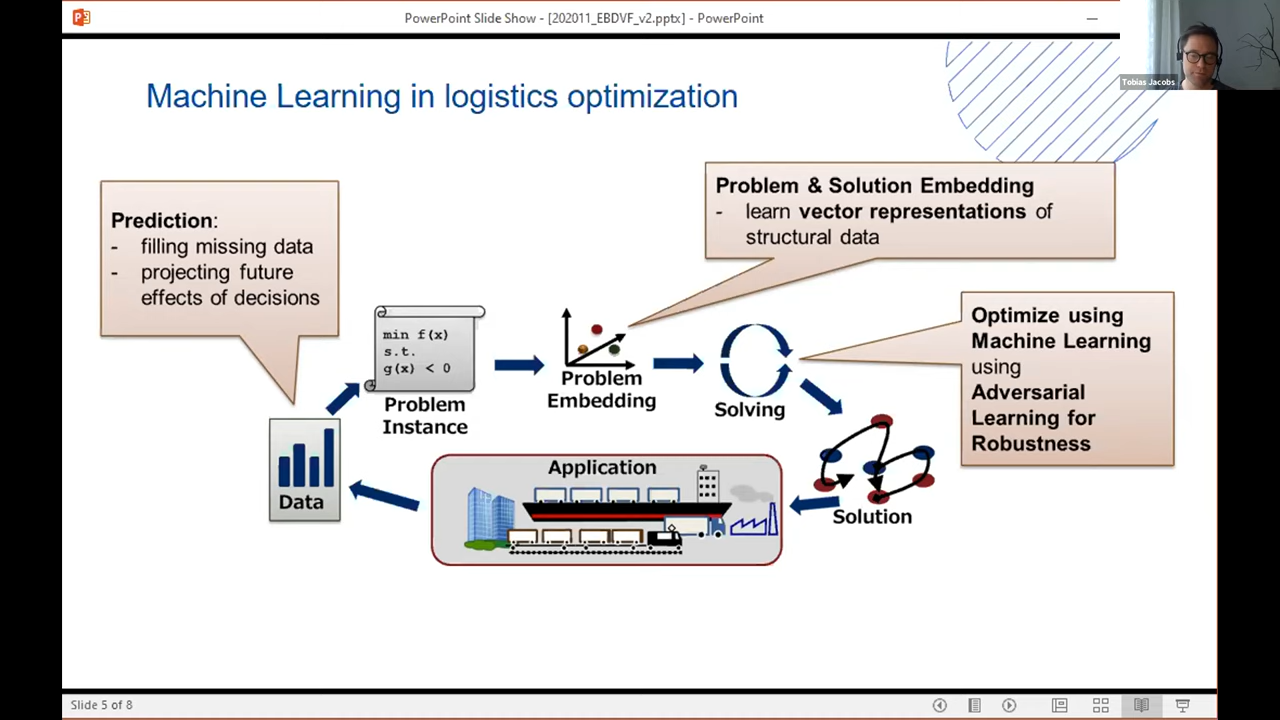 PowerPoint Slide Show - [202011_EBDVF_v2.pptx] - PowerPoint
Tobias Jacobs
Machine Learning in logistics optimization
Prediction:
- filling missing data
- projecting future
effects of decisions
Problem & Solution Embedding
- learn vector representations of
structural data
Optimize using
Machine Learning
using
Adversarial
Learning for
Robustness
min f(x)
s.t.
g(x) < 0
Problem
Instance
Problem
Embedding
Solving
Solution
Application
Data
Slide 5 of 8